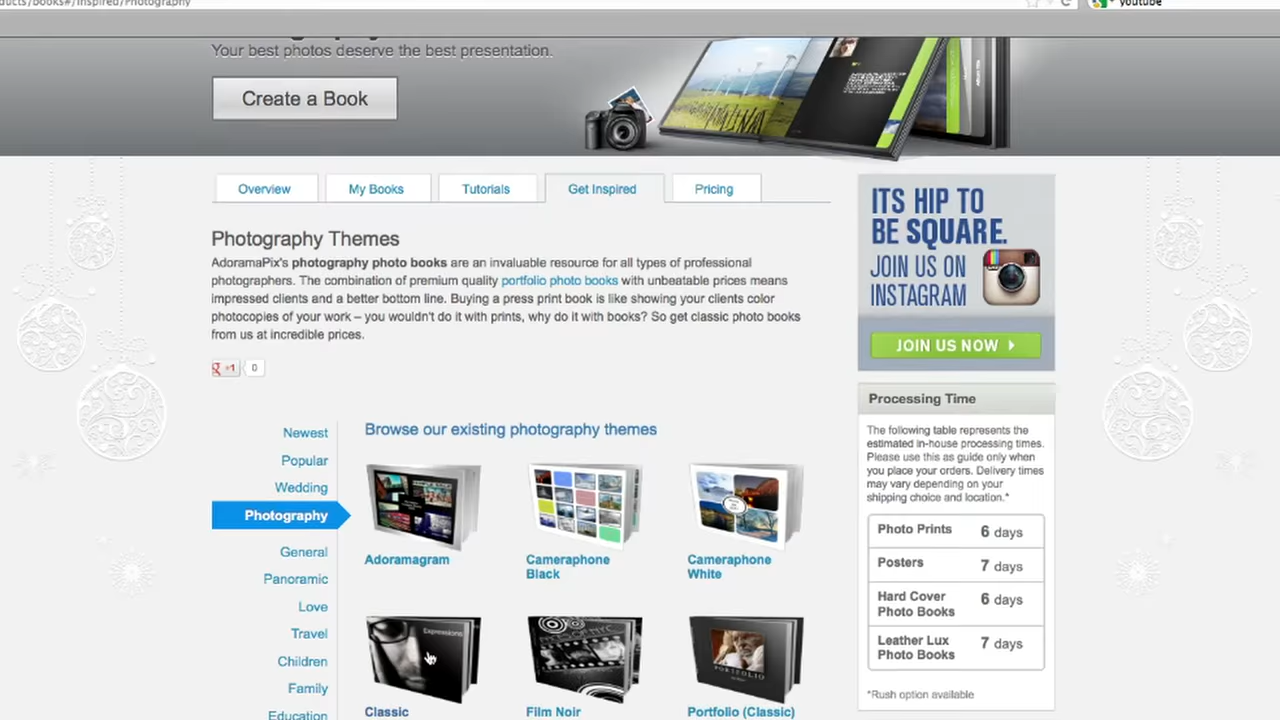 youtube
Your best photos deserve the best presentation.
Create a Book
Overview
My Books
Tutorials
Get Inspired
Pricing
ITS HIP TO
BE SQUARE.
JOIN US ON
INSTAGRAM
JOIN US NOW
Photography Themes
AdoramaPix's photography photo books are an invaluable resource for all types of professional
photographers. The combination of premium quality portfolio photo books with unbeatable prices means
impressed clients and a better bottom line. Buying a press print book is like showing your clients color
photocopies of your work – you wouldn't do it with prints, why do it with books? So get classic photo books
from us at incredible prices.
+1
0
Newest
Popular
Wedding
Photography
General
Panoramic
Love
Travel
Children
Family
Education
Browse our existing photography themes
Adoramagram
Cameraphone
Black
Cameraphone
White
Expressions
PORTFOLIO
Classic
Film Noir
Portfolio (Classic)
Processing Time
The following table represents the
estimated in-house processing times.
Please use this as guide only when
you place your orders. Delivery times
may vary depending on your
shipping choice and location.*
Photo Prints 6 days
Posters 7 days
Hard Cover
Photo Books 6 days
Leather Lux
Photo Books 7 days
*Rush option available